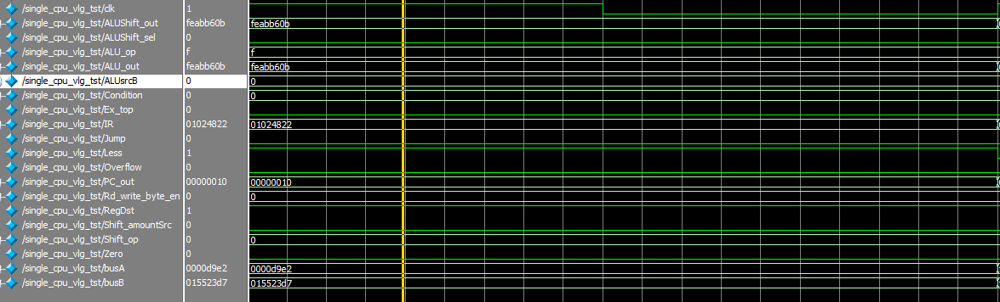 /single_cpu_vlg_tst/clk 1
/single_cpu_vlg_tst/ALUShift_out feabb60b feabb60b
/single_cpu_vlg_tst/ALUShift_sel 0
/single_cpu_vlg_tst/ALU_op f f
/single_cpu_vlg_tst/ALU_out feabb60b feabb60b
/single_cpu_vlg_tst/ALUsrcB 0 0
/single_cpu_vlg_tst/Condition 0 0
/single_cpu_vlg_tst/Ex_top 0
/single_cpu_vlg_tst/IR 01024822 01024822
/single_cpu_vlg_tst/Jump 0
/single_cpu_vlg_tst/Less 1
/single_cpu_vlg_tst/Overflow 0
/single_cpu_vlg_tst/PC_out 00000010 00000010
/single_cpu_vlg_tst/Rd_write_byte_en 0 0
/single_cpu_vlg_tst/RegDst 1
/single_cpu_vlg_tst/Shift_amountSrc 0
/single_cpu_vlg_tst/Shift_op 0 0
/single_cpu_vlg_tst/Zero 0
/single_cpu_vlg_tst/busA 0000d9e2 0000d9e2
/single_cpu_vlg_tst/busB 015523d7 015523d7